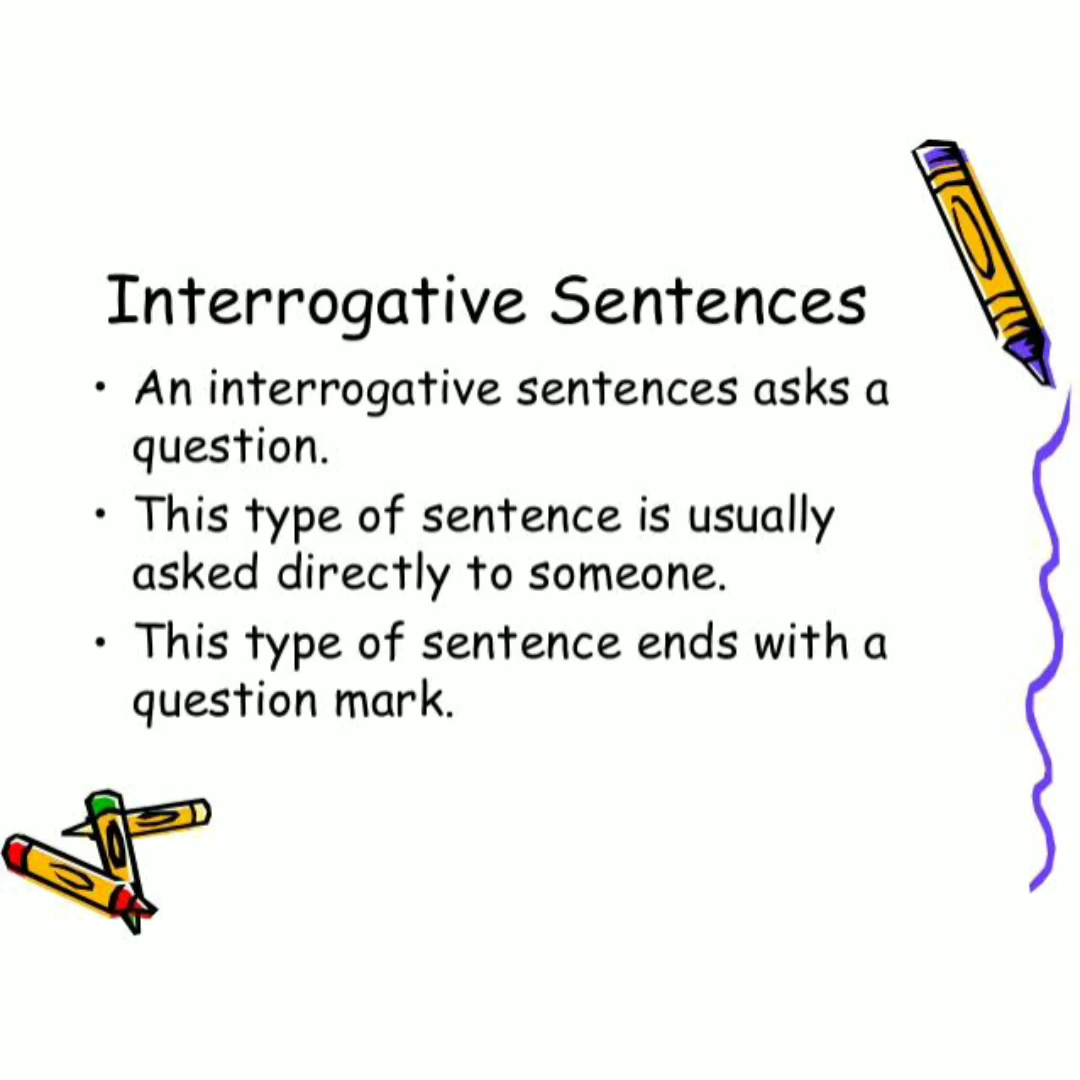 Interrogative Sentences
• An interrogative sentences asks a
question.
• This type of sentence is usually
asked directly to someone.
• This type of sentence ends with a
question mark.